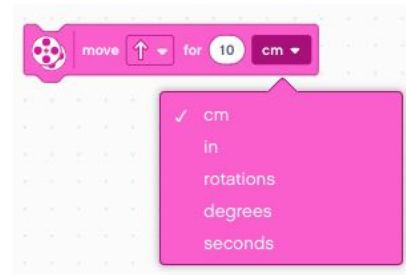 move for 10 cm
cm
in
rotations
degrees
seconds